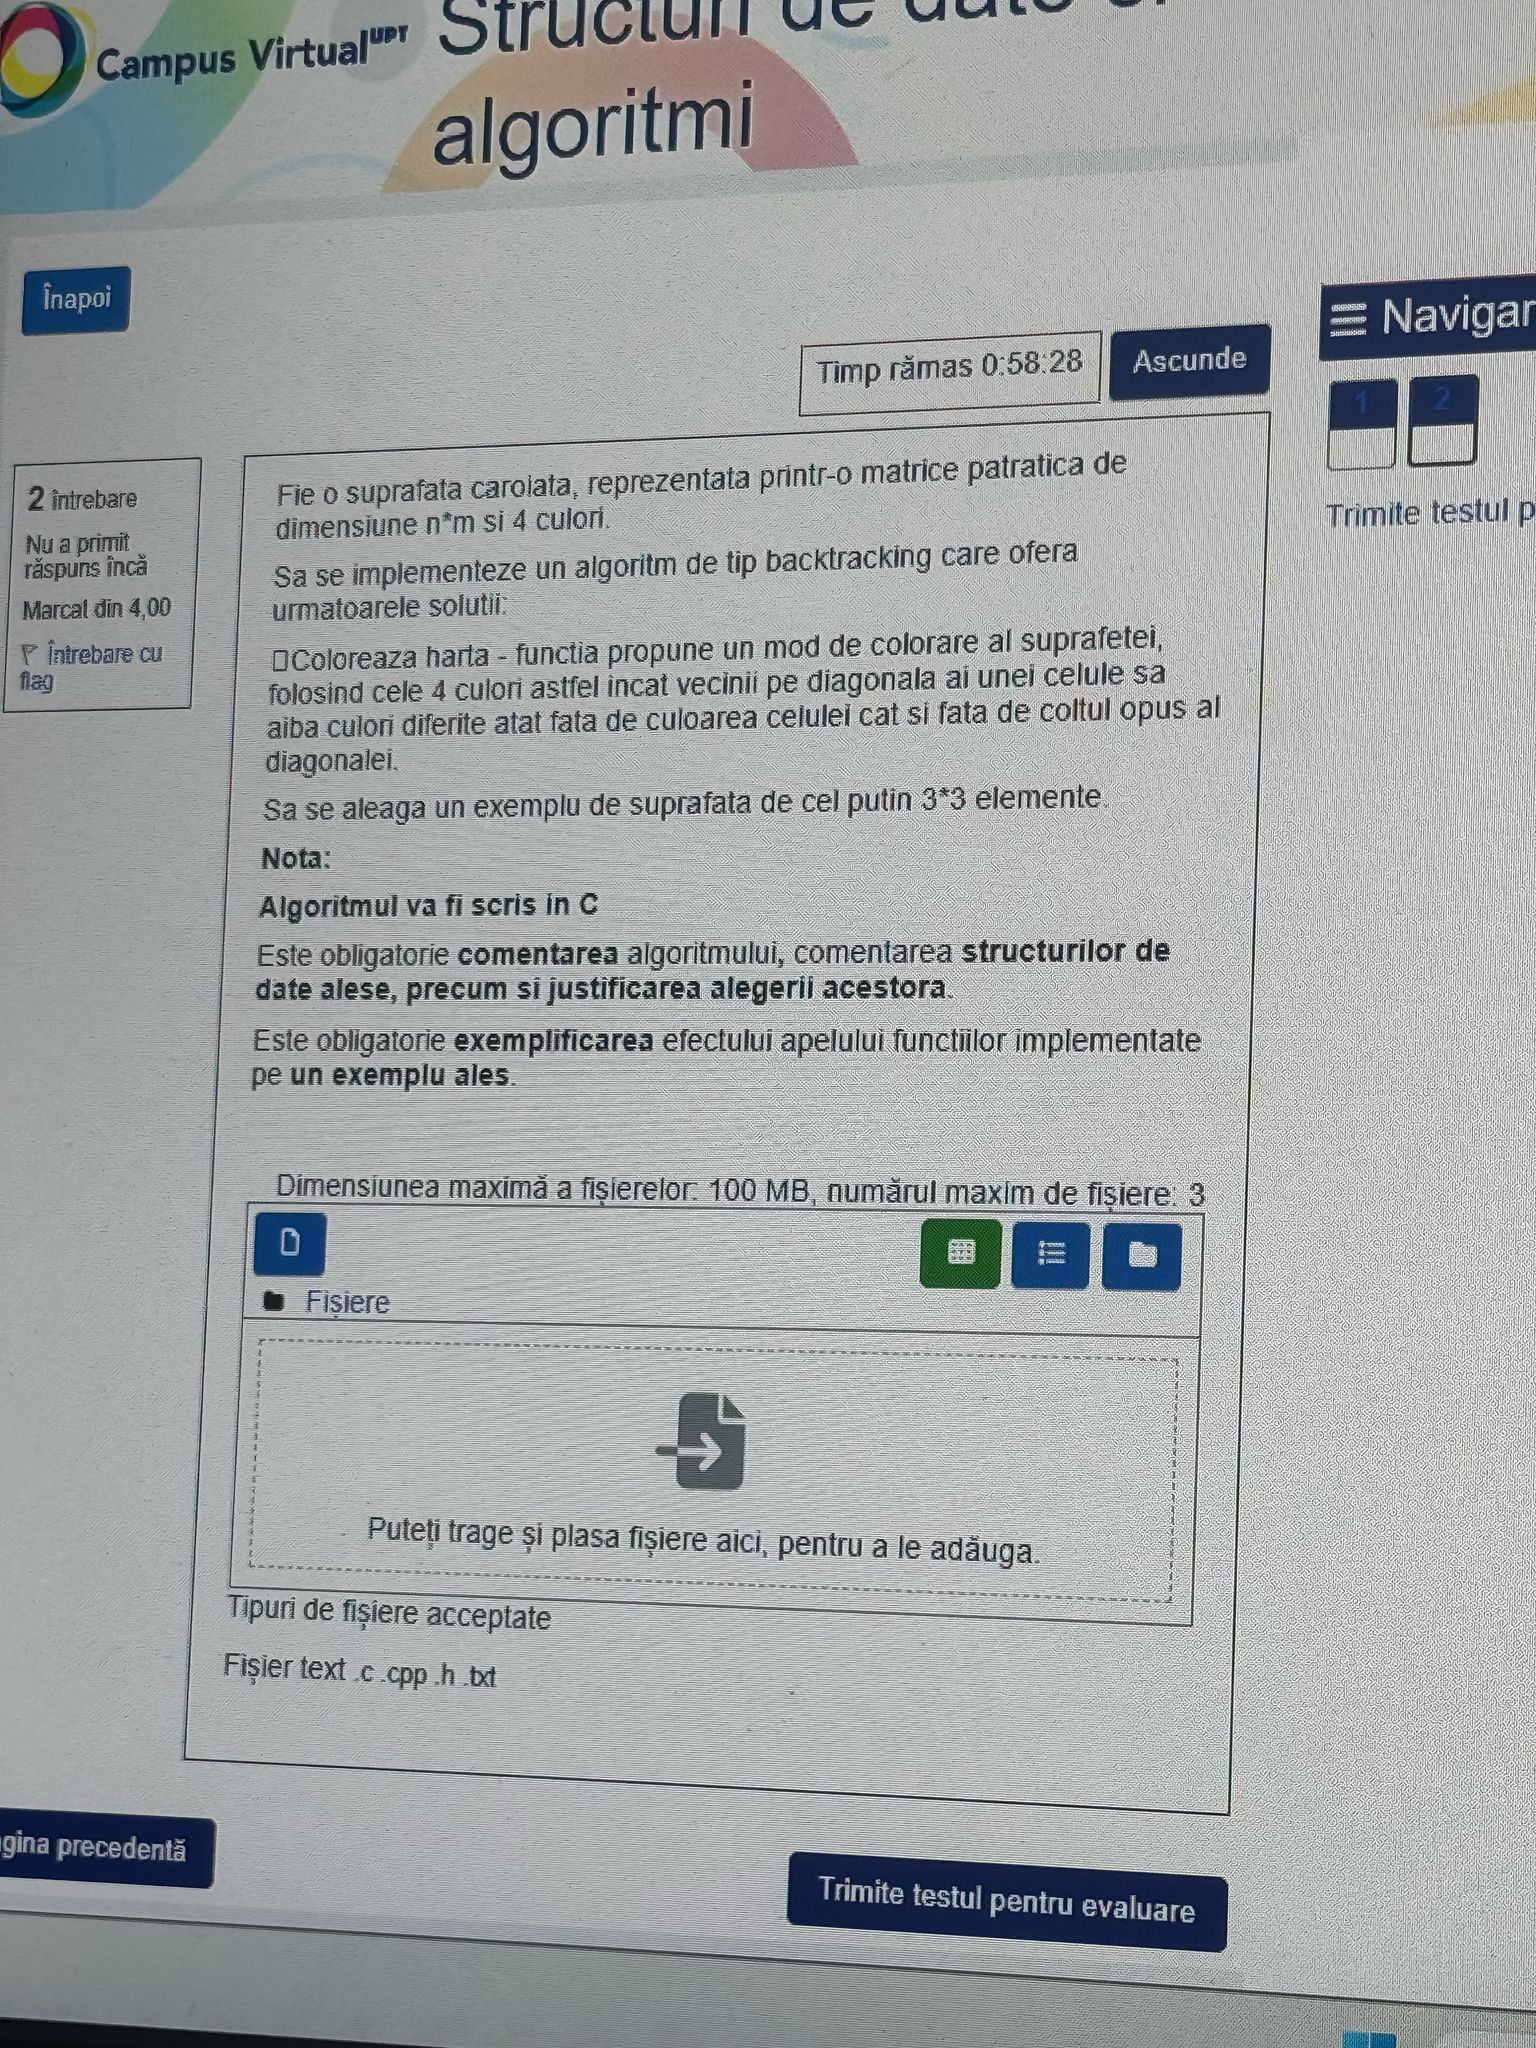 Campus Virtual UPT
Structuri de date
algoritmi
Înapoi
Navigar
Timp rămas 0:58:28
Ascunde
1 2
Trimite testul p
2 întrebare
Nu a primit
răspuns încă
Marcat din 4,00
Întrebare cu
flag
Fie o suprafata caroiata, reprezentata printr-o matrice patratica de
dimensiune n*m si 4 culori.
Sa se implementeze un algoritm de tip backtracking care ofera
urmatoarele solutii:
Coloreaza harta - functia propune un mod de colorare al suprafetei,
folosind cele 4 culori astfel incat vecinii pe diagonala ai unei celule sa
aiba culori diferite atat fata de culoarea celulei cat si fata de coltul opus al
diagonalei.
Sa se aleaga un exemplu de suprafata de cel putin 3*3 elemente.
Nota:
Algoritmul va fi scris in C
Este obligatorie comentarea algoritmului, comentarea structurilor de
date alese, precum si justificarea alegerii acestora.
Este obligatorie exemplificarea efectului apelului functiilor implementate
pe un exemplu ales.
Dimensiunea maximă a fișierelor: 100 MB, numărul maxim de fișiere: 3
Fișiere
Puteți trage și plasa fișiere aici, pentru a le adăuga.
Tipuri de fișiere acceptate
Fișier text .c .cpp .h .txt
gina precedentă
Trimite testul pentru evaluare